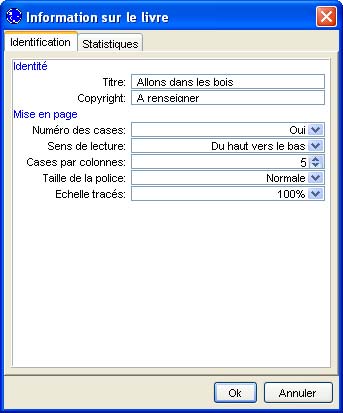 Information sur le livre
Identification Statistiques
Identité
Titre: Allons dans les bois
Copyright: A renseigner
Mise en page
Numéro des cases: Oui
Sens de lecture: Du haut vers le bas
Cases par colonnes: 5
Taille de la police: Normale
Echelle tracés: 100%
Ok Annuler